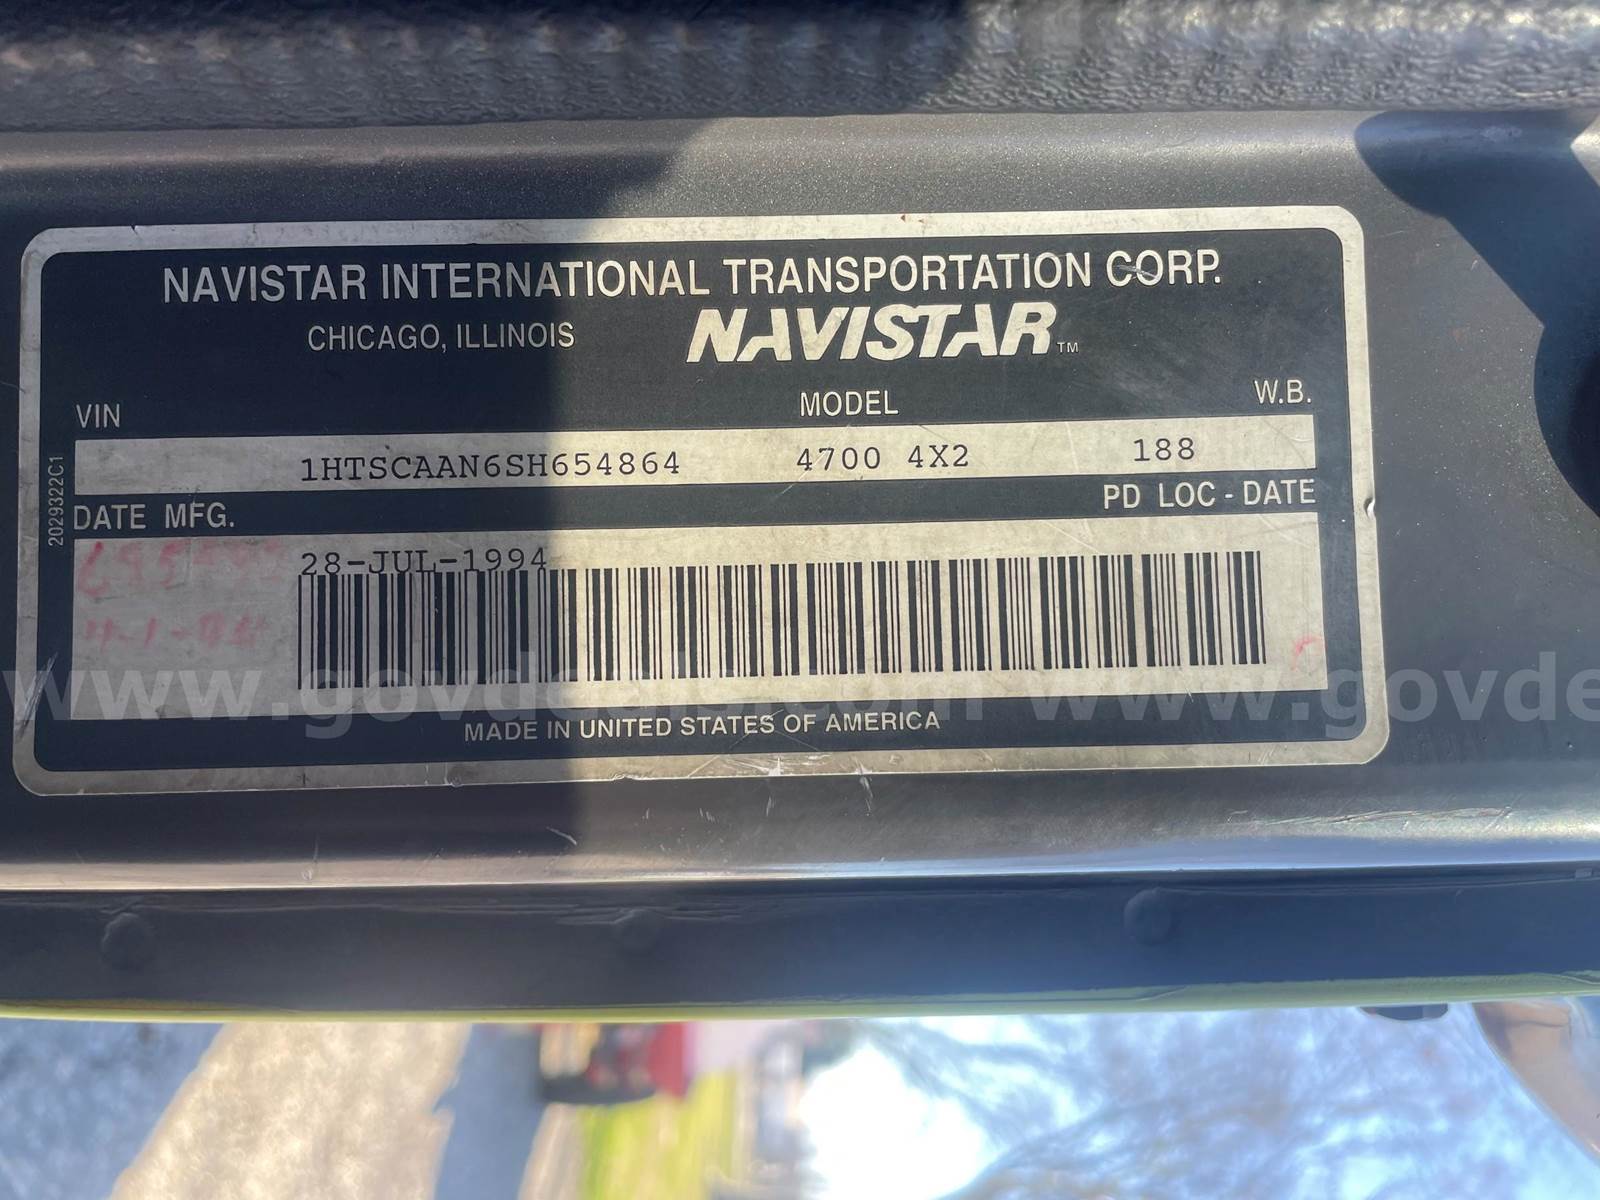 NAVISTAR INTERNATIONAL TRANSPORTATION CORP.
CHICAGO, ILLINOIS NAVISTAR TM
VIN MODEL W.B.
1HTSCAAN6SH654864 4700 4X2 188
DATE MFG. PD LOC - DATE
28-JUL-1994
2029322C1
www.govdeals.com www.govde
MADE IN UNITED STATES OF AMERICA